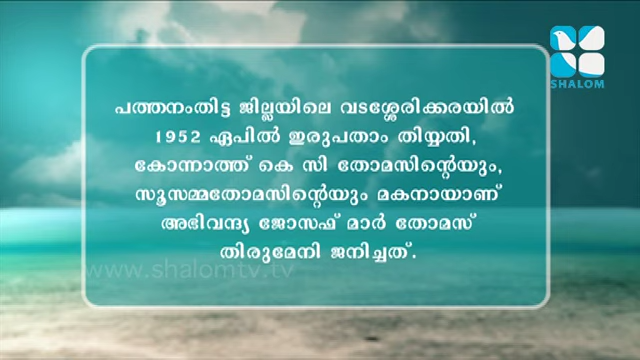 SHALOM
പത്തനംതിട്ട ജില്ലയിലെ വടശ്ശേരിക്കരയിൽ
1952 ഏപിൽ ഇരുപതാം തിയ്യതി,
കോന്നാത്ത് കെ സി തോമസിന്റെയും,
സൂസമ്മതോമസിന്റെയും മകനായാണ്
അഭിവന്ദ്യ ജോസഫ് മാർ തോമസ്
തിരുമേനി ജനിച്ചത്.
www.shalomtv.tv